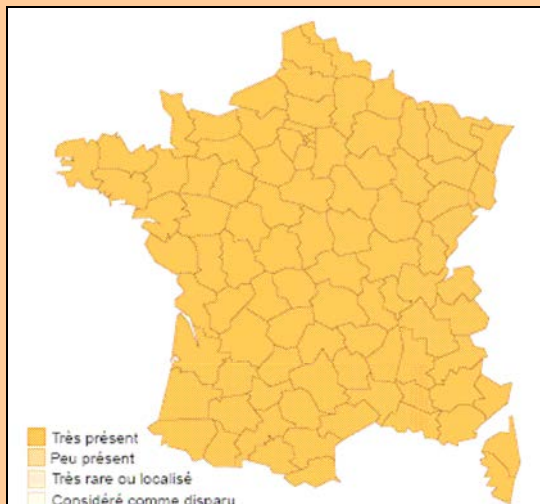 Très présent
Peu présent
Très rare ou localisé
Considéré comme disparu